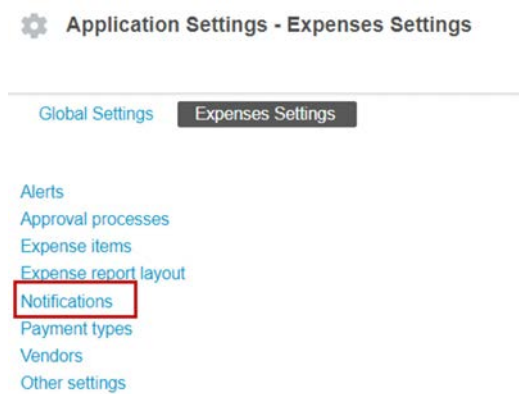 Application Settings - Expenses Settings
Global Settings Expenses Settings
Alerts
Approval processes
Expense items
Expense report layout
Notifications
Payment types
Vendors
Other settings